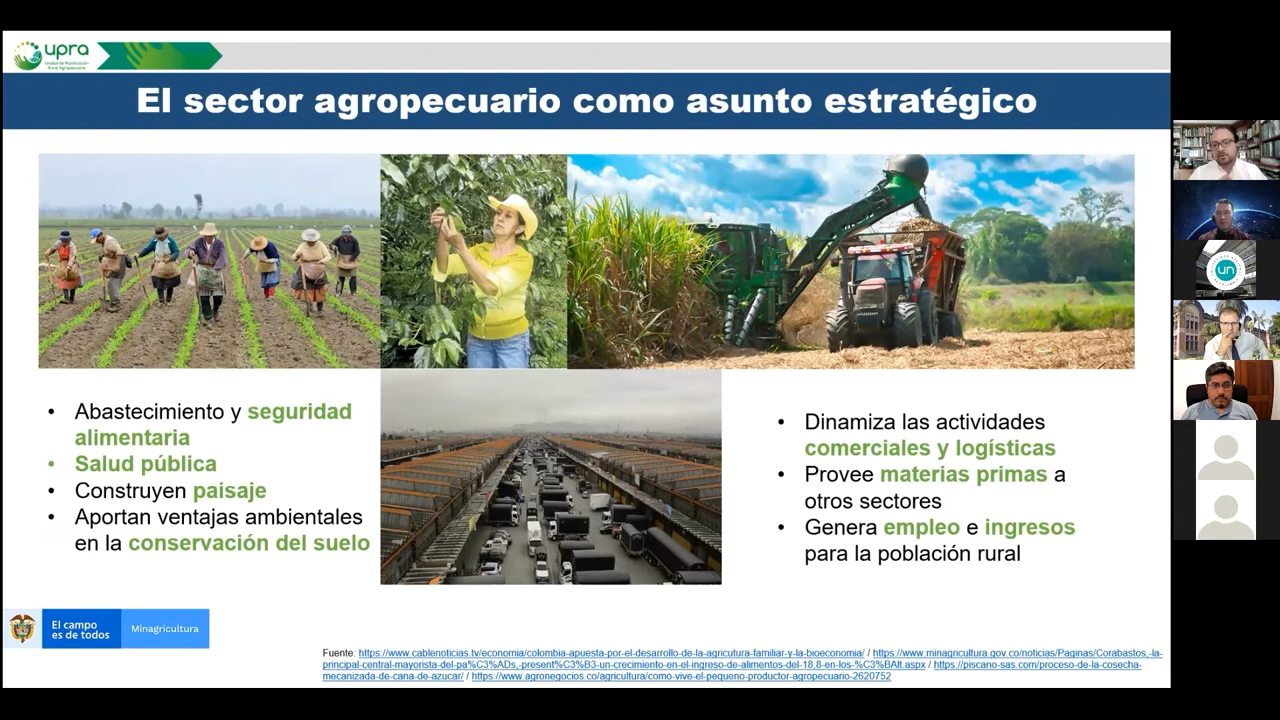 upra
Unidad de Planificación
Rural Agropecuaria
El sector agropecuario como asunto estratégico
• Abastecimiento y seguridad
alimentaria
• Salud pública
• Construyen paisaje
• Aportan ventajas ambientales
en la conservación del suelo
• Dinamiza las actividades
comerciales y logísticas
• Provee materias primas a
otros sectores
• Genera empleo e ingresos
para la población rural
El campo
es de todos
Minagricultura
Fuente: https://www.cablenoticias.tv/economia/colombia-apuesta-por-el-desarrollo-de-la-agricutura-familiar-y-la-bioeconomia/ / https://www.minagricultura.gov.co/noticias/Paginas/Corabastos,-la-
principal-central-mayorista-del-pa%C3%ADs,-present%C3%B3-un-crecimiento-en-el-ingreso-de-alimentos-del-18,8-en-los-%C3%BAlt.aspx / https://piscano-sas.com/proceso-de-la-cosecha-
mecanizada-de-cana-de-azucar/ / https://www.agronegocios.co/agricultura/como-vive-el-pequeno-productor-agropecuario-2620752
un